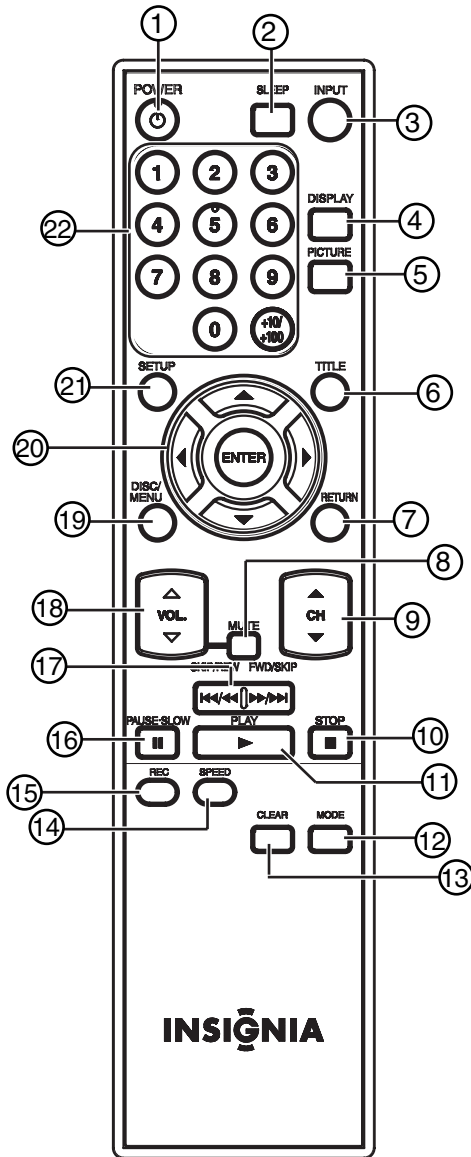 1
2
3
POWER
SLEEP
INPUT
1 2 3
DISPLAY
4
4 5 6
22
PICTURE
5
7 8 9
0 +10/+100
SETUP
TITLE
21
6
20
ENTER
DISC/
MENU
RETURN
19
7
8
18
VOL.
CH
9
MUTE
17
SKIP/REW FWD/SKIP
PAUSE·SLOW
PLAY
STOP
16
10
11
REC
SPEED
15
14
CLEAR
MODE
12
13
INSIGNIA